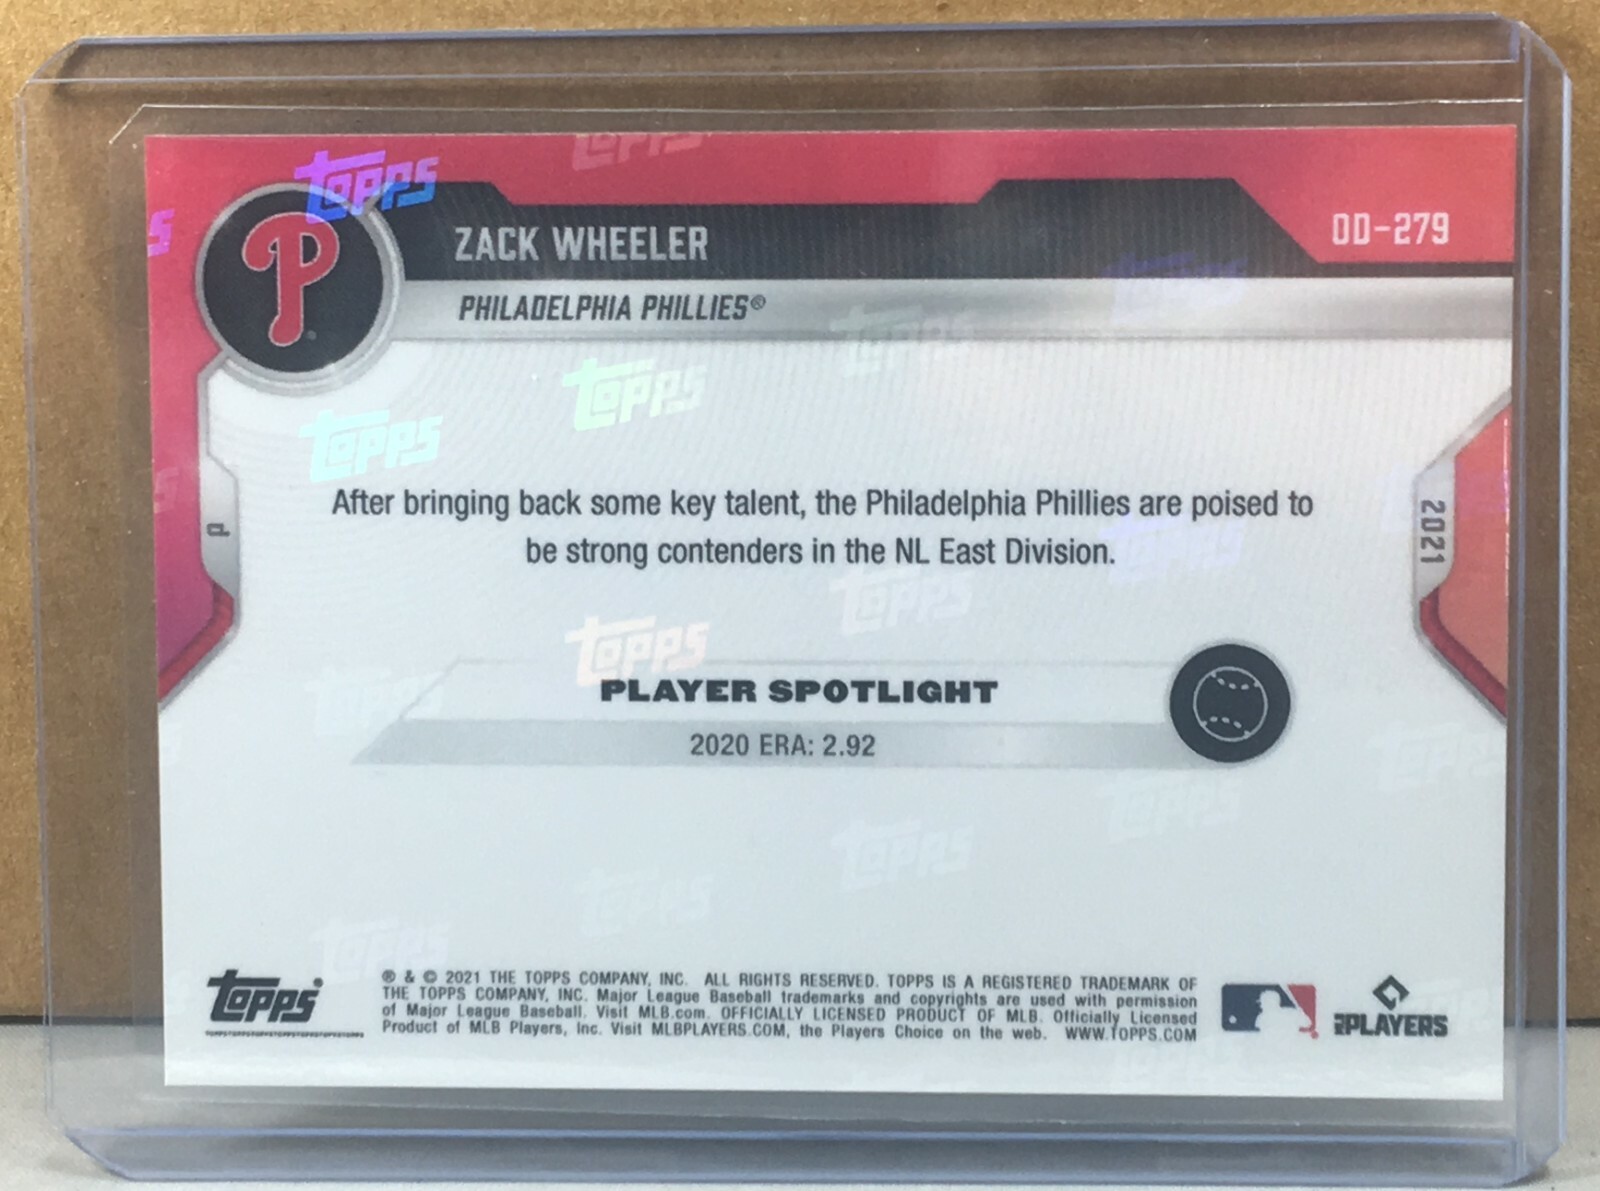 Topps
ZACK WHEELER
OD-279
PHILADELPHIA PHILLIES®
P
2021
After bringing back some key talent, the Philadelphia Phillies are poised to
be strong contenders in the NL East Division.
PLAYER SPOTLIGHT
2020 ERA: 2.92
Topps
® & © 2021 THE TOPPS COMPANY, INC. ALL RIGHTS RESERVED. TOPPS IS A REGISTERED TRADEMARK OF
THE TOPPS COMPANY, INC. Major League Baseball trademarks and copyrights are used with permission
of Major League Baseball. Visit MLB.com. OFFICIALLY LICENSED PRODUCT OF MLB. Officially Licensed
Product of MLB Players, Inc. Visit MLBPLAYERS.COM, the Players Choice on the web. WWW.TOPPS.COM
PLAYERS